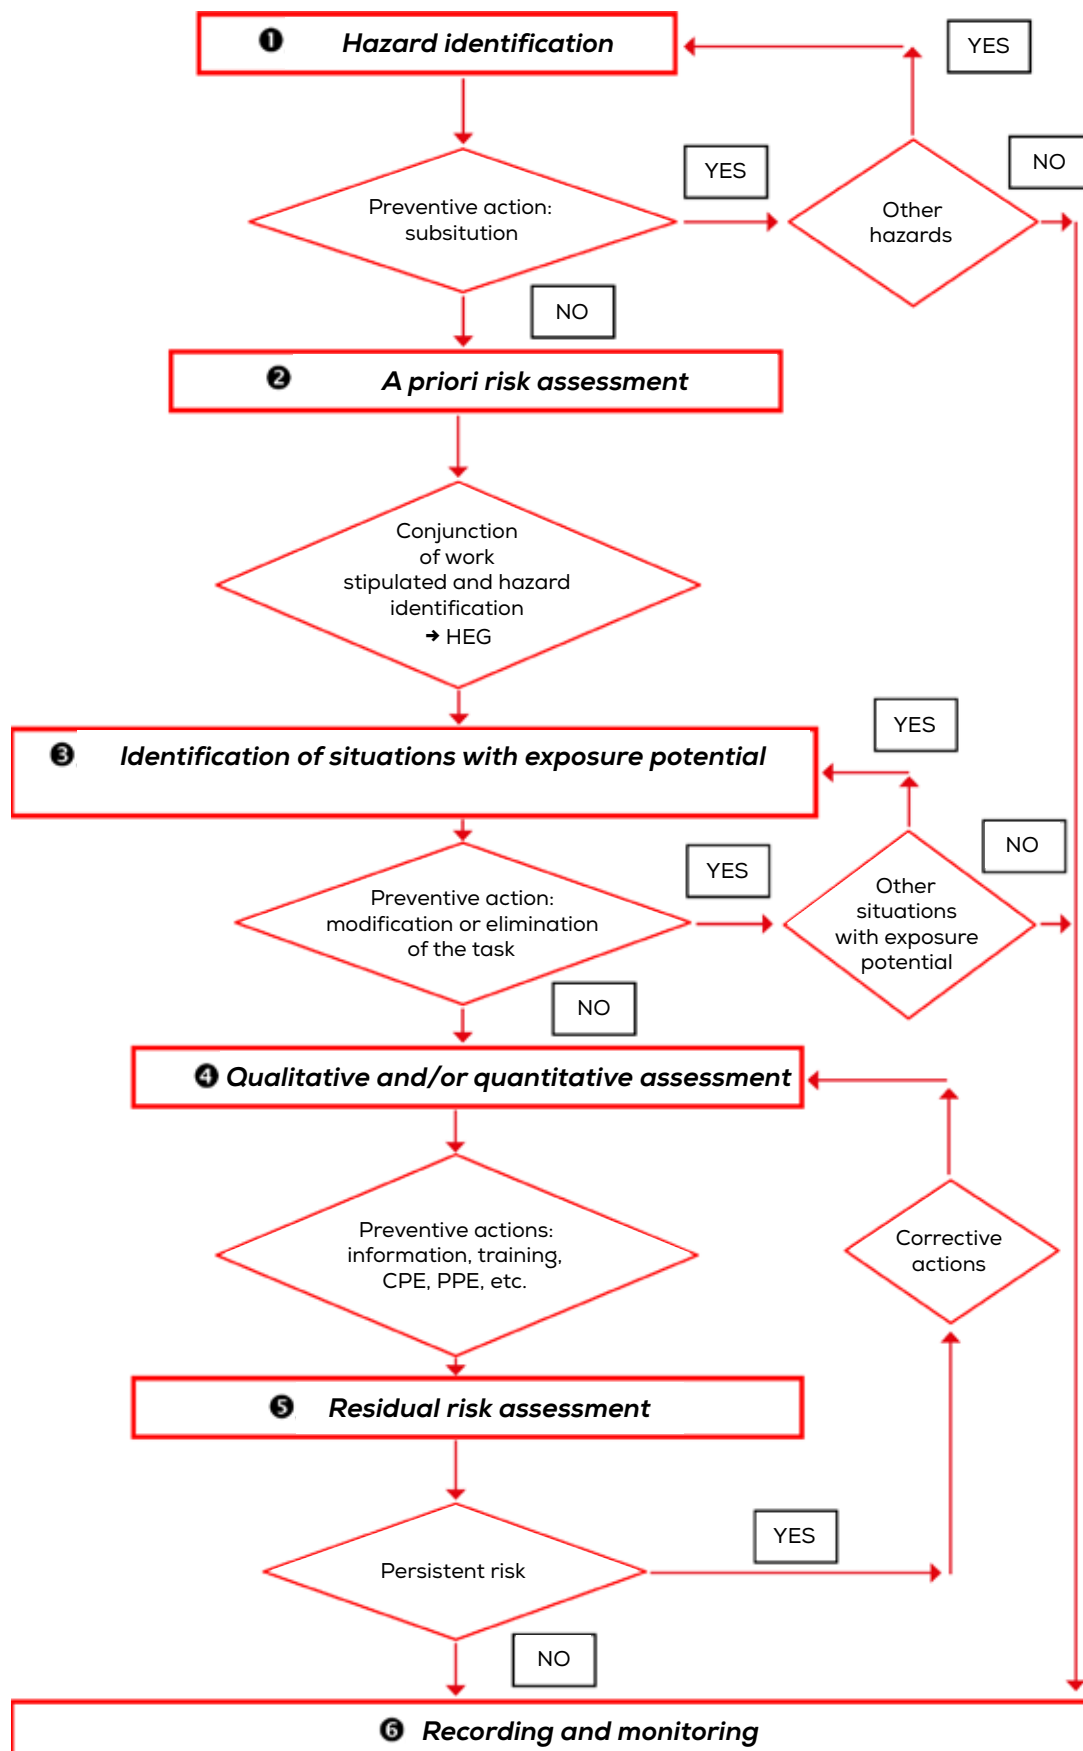 ❶ Hazard identification
YES
Preventive action:
subsitution
YES
Other
hazards
NO
NO
❷ A priori risk assessment
Conjunction
of work
stipulated and hazard
identification
➔ HEG
❸ Identification of situations with exposure potential
YES
Preventive action:
modification or elimination
of the task
YES
Other
situations
with exposure
potential
NO
NO
❹ Qualitative and/or quantitative assessment
Preventive actions:
information, training,
CPE, PPE, etc.
Corrective
actions
❺ Residual risk assessment
Persistent risk
YES
NO
❻ Recording and monitoring